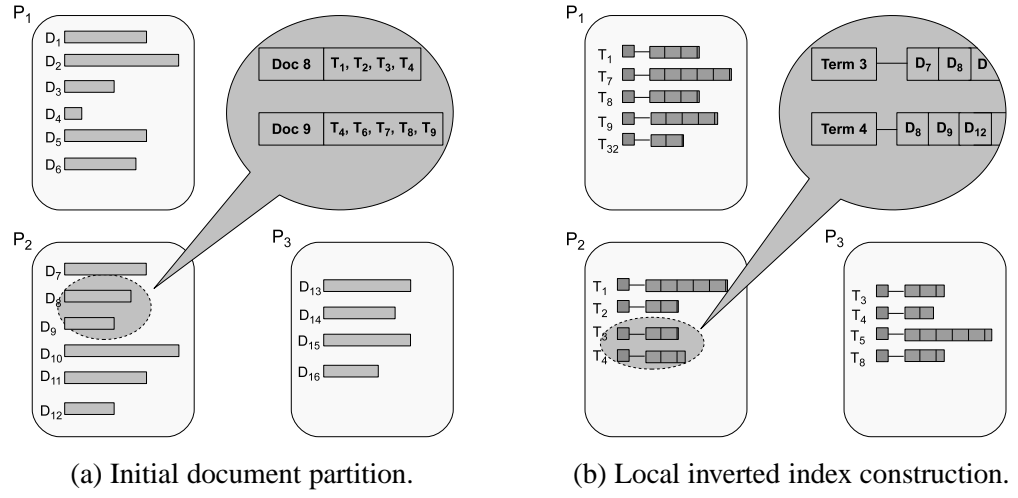 P1
D1
D2
D3
D4
D5
D6
Doc 8 T1, T2, T3, T4
Doc 9 T4, T6, T7, T8, T9
P2
D7
D8
D9
D10
D11
D12
P3
D13
D14
D15
D16
(a) Initial document partition.
P1
T1
T7
T8
T9
T32
Term 3 D7 D8 D
Term 4 D8 D9 D12
P2
T1
T2
T3
T4
P3
T3
T4
T5
T8
(b) Local inverted index construction.